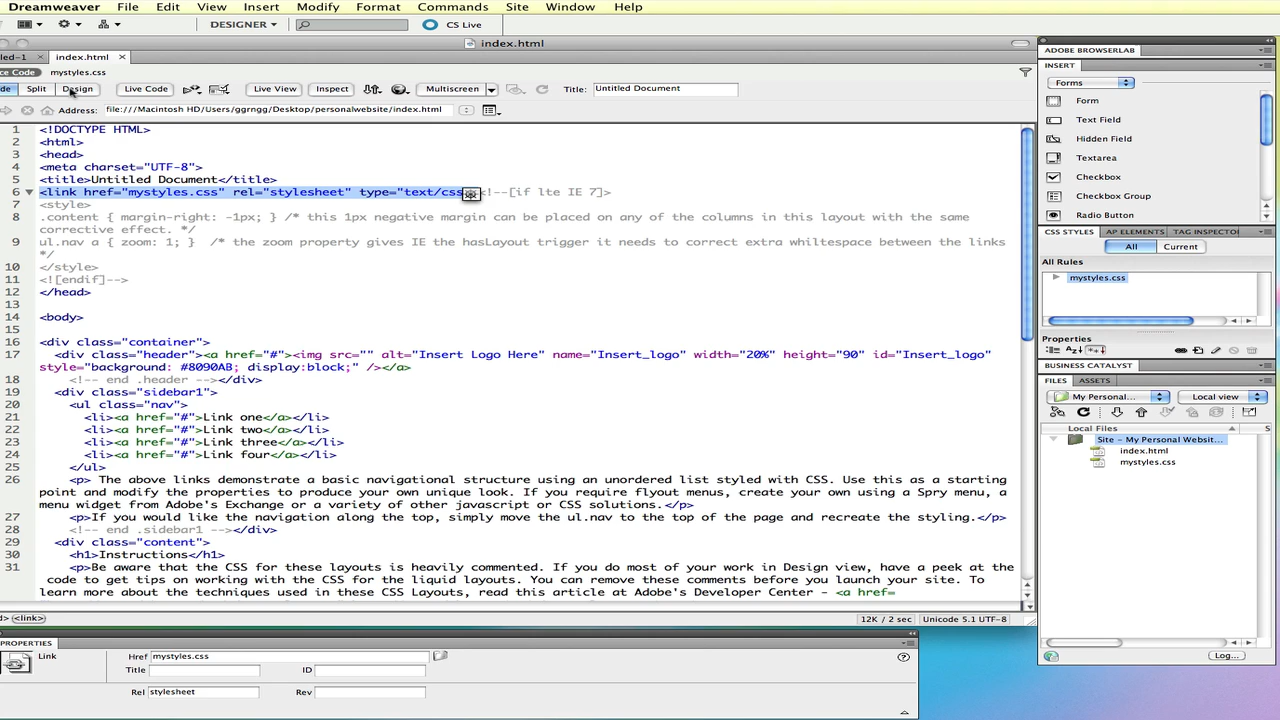 Dreamweaver File Edit View Insert Modify Format Commands Site Window Help
DESIGNER CS Live
index.html
index.html
mystyles.css
Split Design Live Code Live View Inspect Multiscreen Title: Untitled Document
Address: file:///Macintosh HD/Users/ggrngg/Desktop/personalwebsite/index.html
1 <!DOCTYPE HTML>
2 <html>
3 <head>
4 <meta charset="UTF-8">
5 <title>Untitled Document</title>
6 <link href="mystyles.css" rel="stylesheet" type="text/css <!--[if lte IE 7]>
7 <style>
8 .content { margin-right: -1px; } /* this 1px negative margin can be placed on any of the columns in this layout with the same
corrective effect. */
9 ul.nav a { zoom: 1; } /* the zoom property gives IE the hasLayout trigger it needs to correct extra whiltespace between the links
*/
10 </style>
11 <![endif]-->
12 </head>
13
14 <body>
15
16 <div class="container">
17 <div class="header"><a href="#"><img src="" alt="Insert Logo Here" name="Insert_logo" width="20%" height="90" id="Insert_logo"
style="background: #8090AB; display:block;" /></a>
18 <!-- end .header --></div>
19 <div class="sidebar1">
20 <ul class="nav">
21 <li><a href="#">Link one</a></li>
22 <li><a href="#">Link two</a></li>
23 <li><a href="#">Link three</a></li>
24 <li><a href="#">Link four</a></li>
25 </ul>
26 <p> The above links demonstrate a basic navigational structure using an unordered list styled with CSS. Use this as a starting
point and modify the properties to produce your own unique look. If you require flyout menus, create your own using a Spry menu, a
menu widget from Adobe's Exchange or a variety of other javascript or CSS solutions.</p>
27 <p>If you would like the navigation along the top, simply move the ul.nav to the top of the page and recreate the styling.</p>
28 <!-- end .sidebar1 --></div>
29 <div class="content">
30 <h1>Instructions</h1>
31 <p>Be aware that the CSS for these layouts is heavily commented. If you do most of your work in Design view, have a peek at the
code to get tips on working with the CSS for the liquid layouts. You can remove these comments before you launch your site. To
learn more about the techniques used in these CSS Layouts, read this article at Adobe's Developer Center - <a href=
<link> 12K / 2 sec Unicode 5.1 UTF-8
PROPERTIES
Link Href mystyles.css
Title ID
Rel stylesheet Rev
ADOBE BROWSERLAB
INSERT
Forms
Form
Text Field
Hidden Field
Textarea
Checkbox
Checkbox Group
Radio Button
CSS STYLES AP ELEMENTS TAG INSPECTO
All Current
All Rules
mystyles.css
Properties
BUSINESS CATALYST
FILES ASSETS
My Personal... Local view
Local Files S
Site – My Personal Websit...
index.html
mystyles.css
Log...